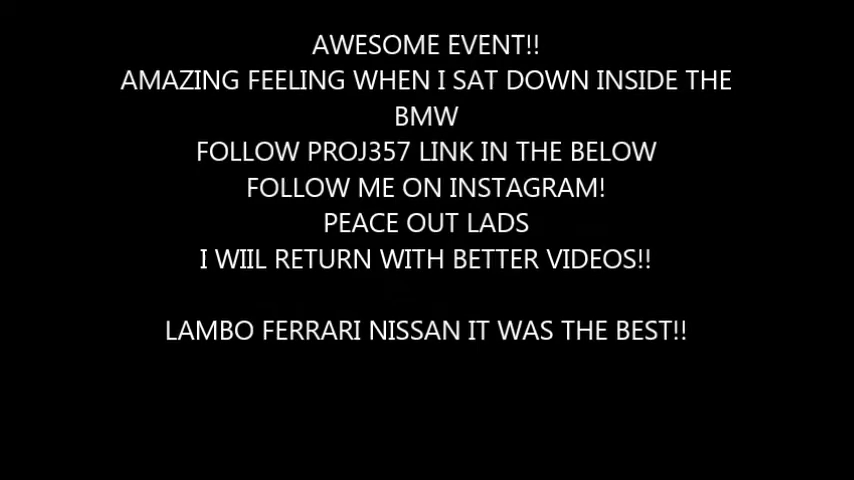 AWESOME EVENT!!
AMAZING FEELING WHEN I SAT DOWN INSIDE THE
BMW
FOLLOW PROJ357 LINK IN THE BELOW
FOLLOW ME ON INSTAGRAM!
PEACE OUT LADS
I WIIL RETURN WITH BETTER VIDEOS!!
LAMBO FERRARI NISSAN IT WAS THE BEST!!